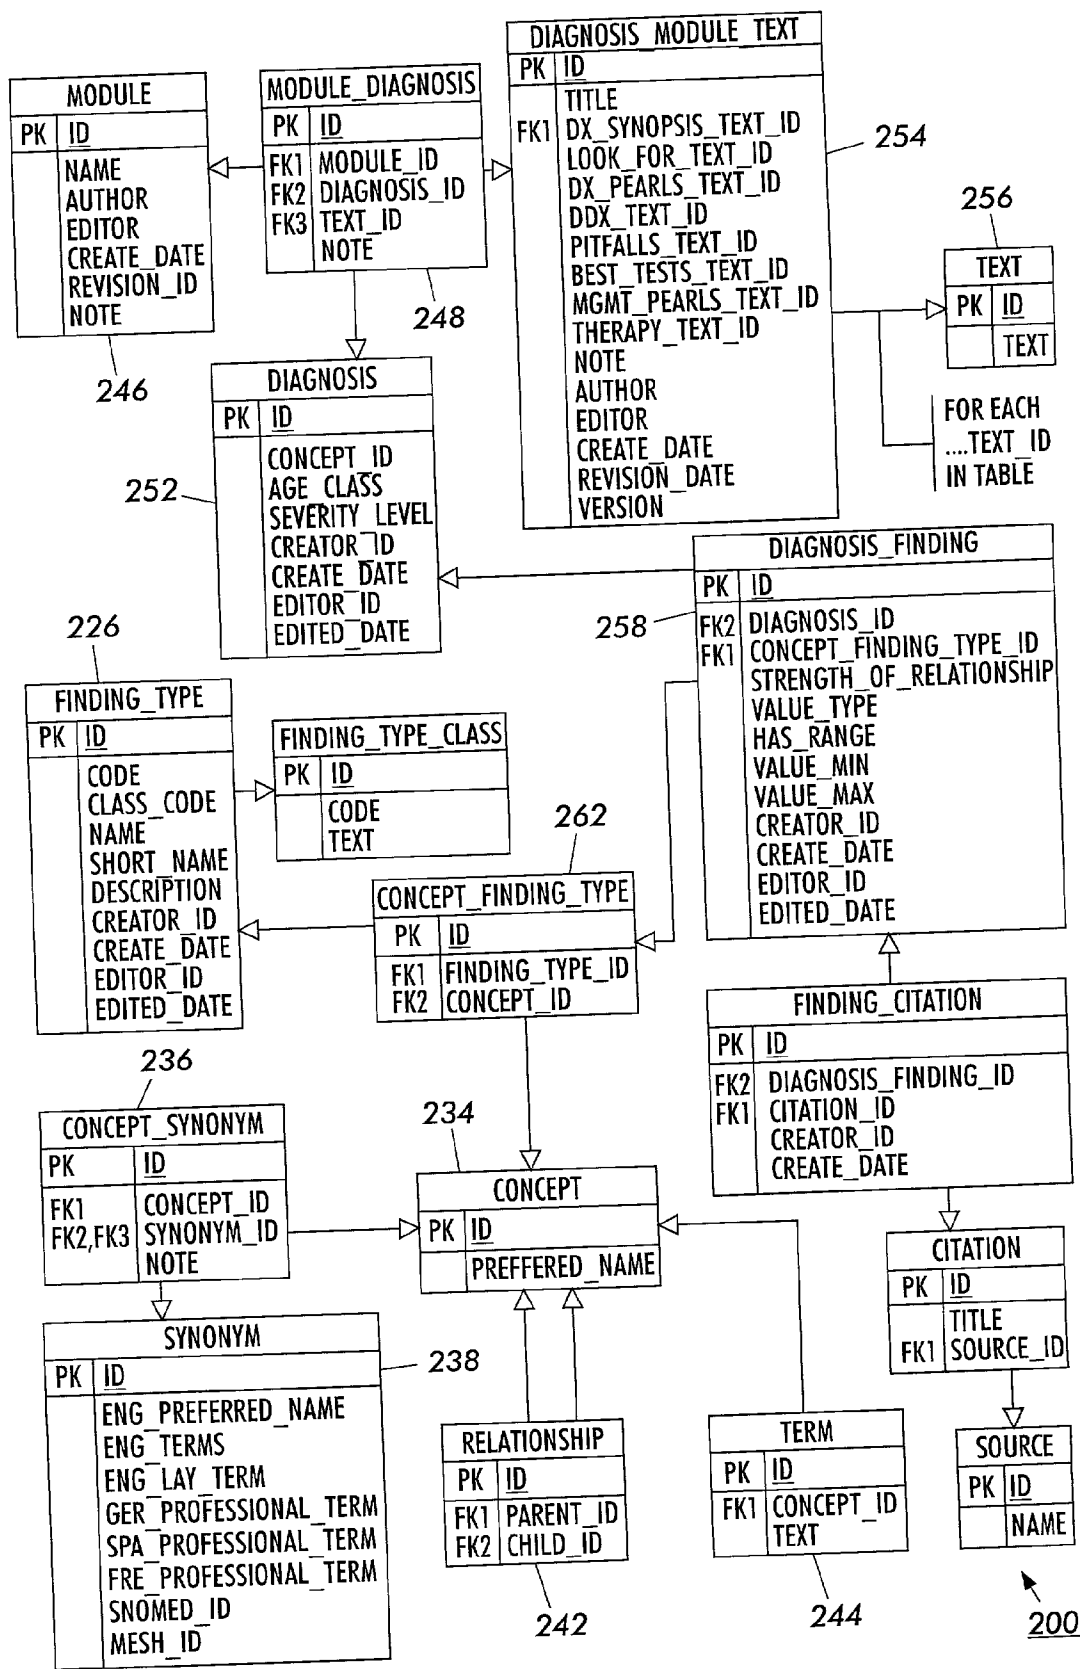 DIAGNOSIS_MODULE_TEXT
PK ID
TITLE
FK1 DX_SYNOPSIS_TEXT_ID
LOOK_FOR_TEXT_ID
DX_PEARLS_TEXT_ID
DDX_TEXT_ID
PITFALLS_TEXT_ID
BEST_TESTS_TEXT_ID
MGMT_PEARLS_TEXT_ID
THERAPY_TEXT_ID
NOTE
AUTHOR
EDITOR
CREATE_DATE
REVISION_DATE
VERSION
254
MODULE
PK ID
NAME
AUTHOR
EDITOR
CREATE_DATE
REVISION_ID
NOTE
246
MODULE_DIAGNOSIS
PK ID
FK1 MODULE_ID
FK2 DIAGNOSIS_ID
FK3 TEXT_ID
NOTE
248
256
TEXT
PK ID
TEXT
FOR EACH
....TEXT_ID
IN TABLE
DIAGNOSIS
PK ID
CONCEPT_ID
AGE_CLASS
SEVERITY_LEVEL
CREATOR_ID
CREATE_DATE
EDITOR_ID
EDITED_DATE
252
DIAGNOSIS_FINDING
PK ID
FK2 DIAGNOSIS_ID
FK1 CONCEPT_FINDING_TYPE_ID
STRENGTH_OF_RELATIONSHIP
VALUE_TYPE
HAS_RANGE
VALUE_MIN
VALUE_MAX
CREATOR_ID
CREATE_DATE
EDITOR_ID
EDITED_DATE
258
226
FINDING_TYPE
PK ID
CODE
CLASS_CODE
NAME
SHORT_NAME
DESCRIPTION
CREATOR_ID
CREATE_DATE
EDITOR_ID
EDITED_DATE
FINDING_TYPE_CLASS
PK ID
CODE
TEXT
262
CONCEPT_FINDING_TYPE
PK ID
FK1 FINDING_TYPE_ID
FK2 CONCEPT_ID
FINDING_CITATION
PK ID
FK2 DIAGNOSIS_FINDING_ID
FK1 CITATION_ID
CREATOR_ID
CREATE_DATE
236
CONCEPT_SYNONYM
PK ID
FK1 CONCEPT_ID
FK2,FK3 SYNONYM_ID
NOTE
234
CONCEPT
PK ID
PREFFERED_NAME
CITATION
PK ID
TITLE
FK1 SOURCE_ID
SYNONYM
PK ID
ENG_PREFERRED_NAME
ENG_TERMS
ENG_LAY_TERM
GER_PROFESSIONAL_TERM
SPA_PROFESSIONAL_TERM
FRE_PROFESSIONAL_TERM
SNOMED_ID
MESH_ID
238
RELATIONSHIP
PK ID
FK1 PARENT_ID
FK2 CHILD_ID
242
TERM
PK ID
FK1 CONCEPT_ID
TEXT
244
SOURCE
PK ID
NAME
200